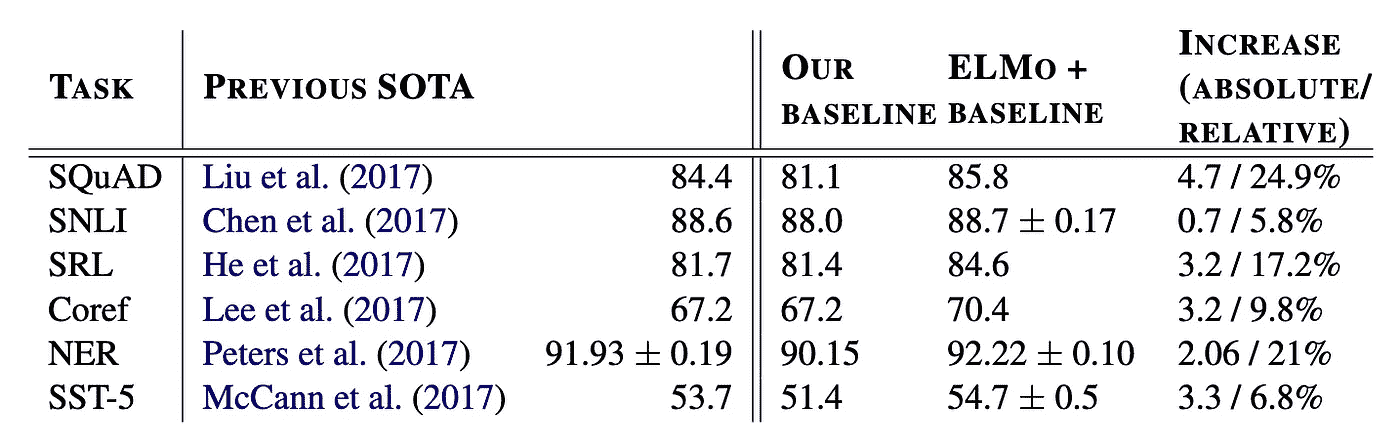 TASK PREVIOUS SOTA OUR BASELINE ELMO + BASELINE INCREASE (ABSOLUTE/ RELATIVE)
SQuAD Liu et al. (2017) 84.4 81.1 85.8 4.7 / 24.9%
SNLI Chen et al. (2017) 88.6 88.0 88.7 ± 0.17 0.7 / 5.8%
SRL He et al. (2017) 81.7 81.4 84.6 3.2 / 17.2%
Coref Lee et al. (2017) 67.2 67.2 70.4 3.2 / 9.8%
NER Peters et al. (2017) 91.93 ± 0.19 90.15 92.22 ± 0.10 2.06 / 21%
SST-5 McCann et al. (2017) 53.7 51.4 54.7 ± 0.5 3.3 / 6.8%